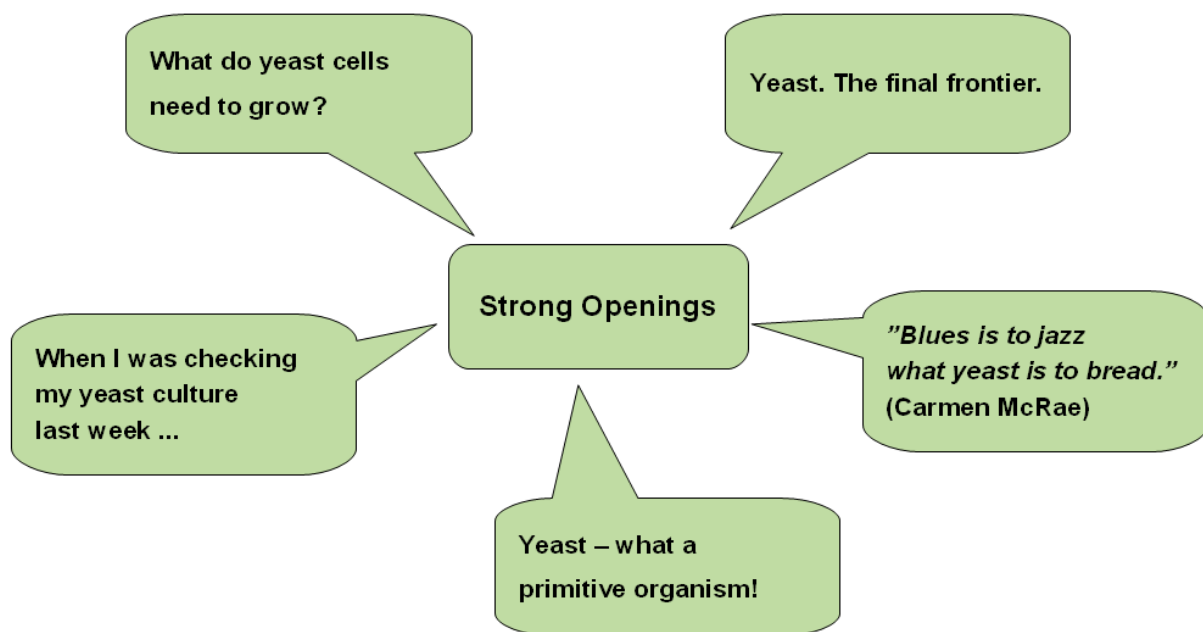 What do yeast cells
need to grow?
Yeast. The final frontier.
Strong Openings
When I was checking
my yeast culture
last week ...
”Blues is to jazz
what yeast is to bread.”
(Carmen McRae)
Yeast – what a
primitive organism!